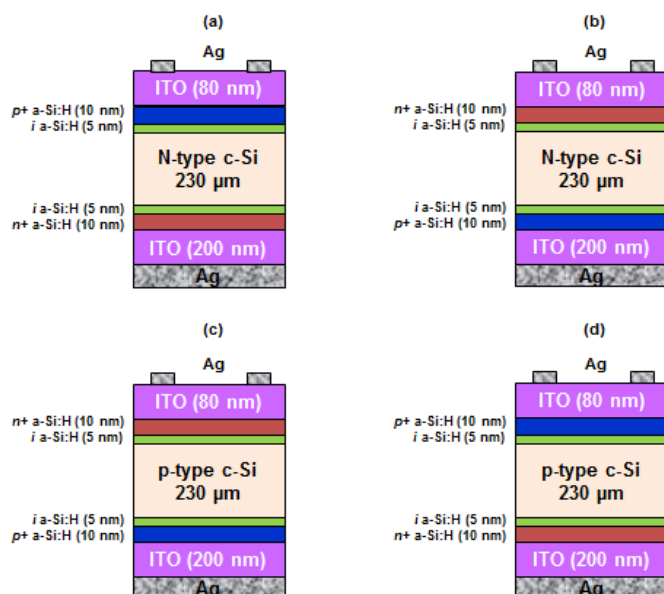 (a)
Ag
ITO (80 nm)
p+ a-Si:H (10 nm)
i a-Si:H (5 nm)
N-type c-Si
230 µm
i a-Si:H (5 nm)
n+ a-Si:H (10 nm)
ITO (200 nm)
Ag
(b)
Ag
ITO (80 nm)
n+ a-Si:H (10 nm)
i a-Si:H (5 nm)
N-type c-Si
230 µm
i a-Si:H (5 nm)
p+ a-Si:H (10 nm)
ITO (200 nm)
Ag
(c)
Ag
ITO (80 nm)
n+ a-Si:H (10 nm)
i a-Si:H (5 nm)
p-type c-Si
230 µm
i a-Si:H (5 nm)
p+ a-Si:H (10 nm)
ITO (200 nm)
Ag
(d)
Ag
ITO (80 nm)
p+ a-Si:H (10 nm)
i a-Si:H (5 nm)
p-type c-Si
230 µm
i a-Si:H (5 nm)
n+ a-Si:H (10 nm)
ITO (200 nm)
Ag